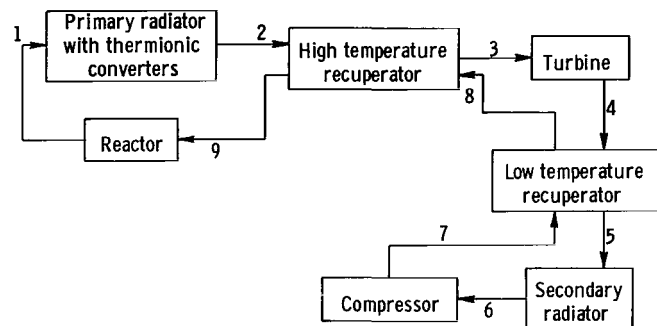 1
Primary radiator
with thermionic
converters
2
High temperature
recuperator
3
Turbine
8
4
Reactor
9
Low temperature
recuperator
7
5
Compressor
6
Secondary
radiator